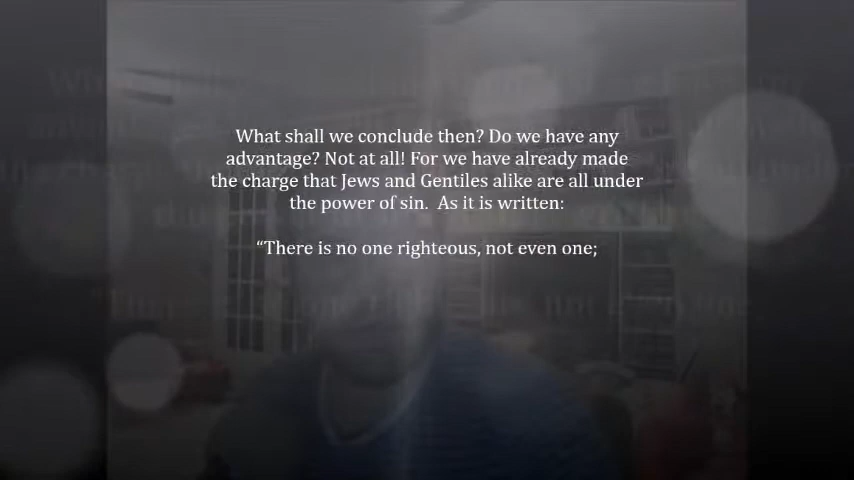 What shall we conclude then? Do we have any
advantage? Not at all! For we have already made
the charge that Jews and Gentiles alike are all under
the power of sin.  As it is written:
“There is no one righteous, not even one;